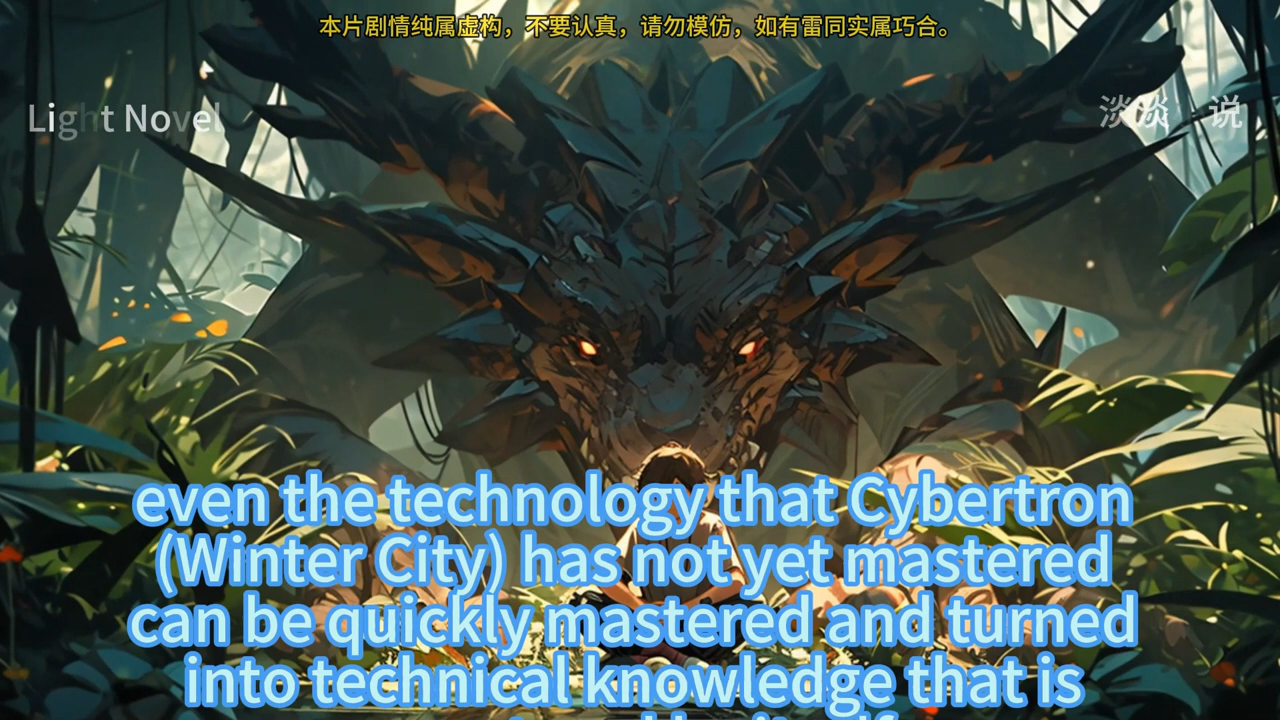 本片剧情纯属虚构，不要认真，请勿模仿，如有雷同实属巧合。
Light Novel
淡淡 说
even the technology that Cybertron
(Winter City) has not yet mastered
can be quickly mastered and turned
into technical knowledge that is